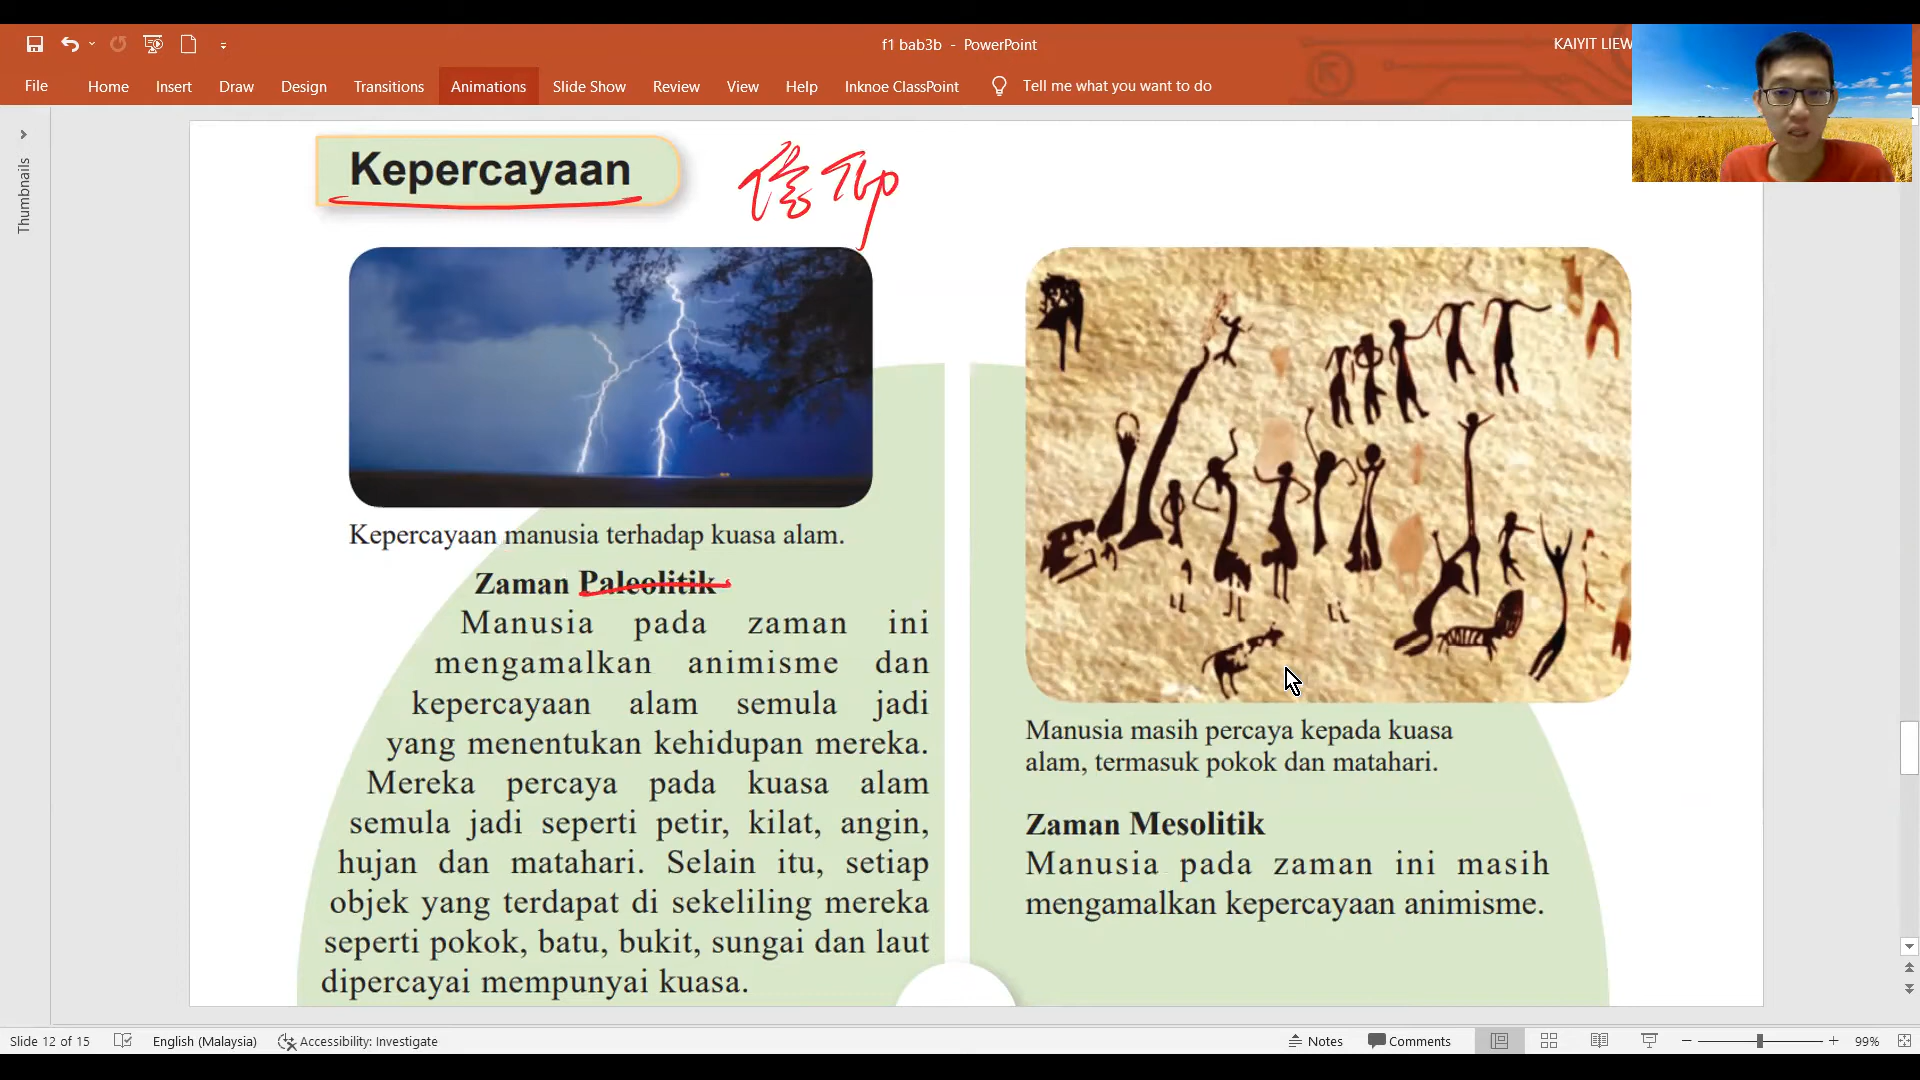 f1 bab3b - PowerPoint
KAIYIT LIEW
File Home Insert Draw Design Transitions Animations Slide Show Review View Help Inknoe ClassPoint Tell me what you want to do
Thumbnails
Kepercayaan 信仰
Kepercayaan manusia terhadap kuasa alam.
Zaman Paleolitik
Manusia pada zaman ini
mengamalkan animisme dan
kepercayaan alam semula jadi
yang menentukan kehidupan mereka.
Mereka percaya pada kuasa alam
semula jadi seperti petir, kilat, angin,
hujan dan matahari. Selain itu, setiap
objek yang terdapat di sekeliling mereka
seperti pokok, batu, bukit, sungai dan laut
dipercayai mempunyai kuasa.
Manusia masih percaya kepada kuasa
alam, termasuk pokok dan matahari.
Zaman Mesolitik
Manusia pada zaman ini masih
mengamalkan kepercayaan animisme.
Slide 12 of 15 English (Malaysia) Accessibility: Investigate Notes Comments 99%